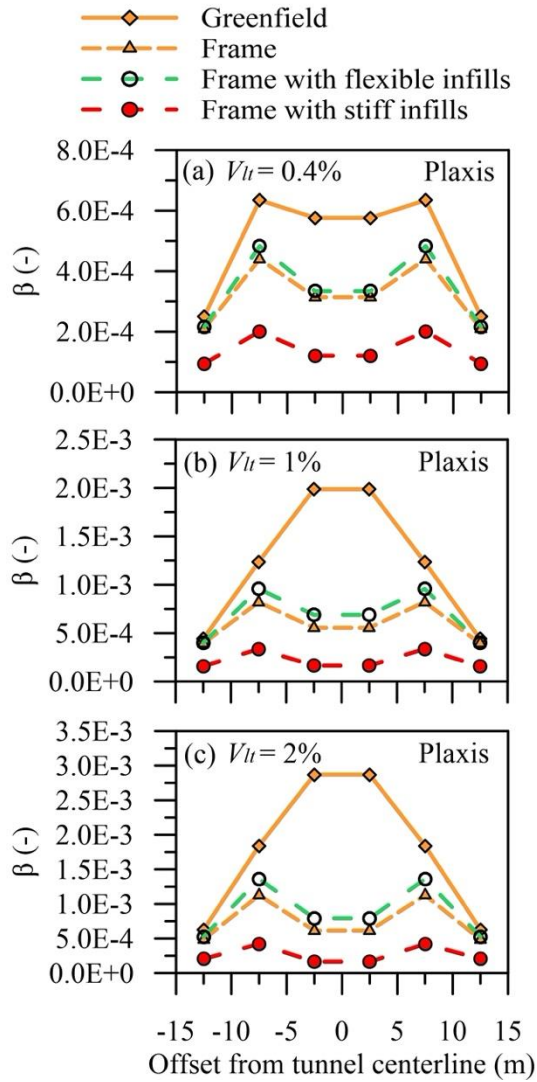 Greenfield
Frame
Frame with flexible infills
Frame with stiff infills
8.0E-4
6.0E-4
4.0E-4
2.0E-4
0.0E+0
β (-)
(a) Vlt = 0.4% Plaxis
2.5E-3
2.0E-3
1.5E-3
1.0E-3
5.0E-4
0.0E+0
β (-)
(b) Vlt = 1% Plaxis
3.5E-3
3.0E-3
2.5E-3
2.0E-3
1.5E-3
1.0E-3
5.0E-4
0.0E+0
β (-)
(c) Vlt = 2% Plaxis
-15 -10 -5 0 5 10 15
Offset from tunnel centerline (m)